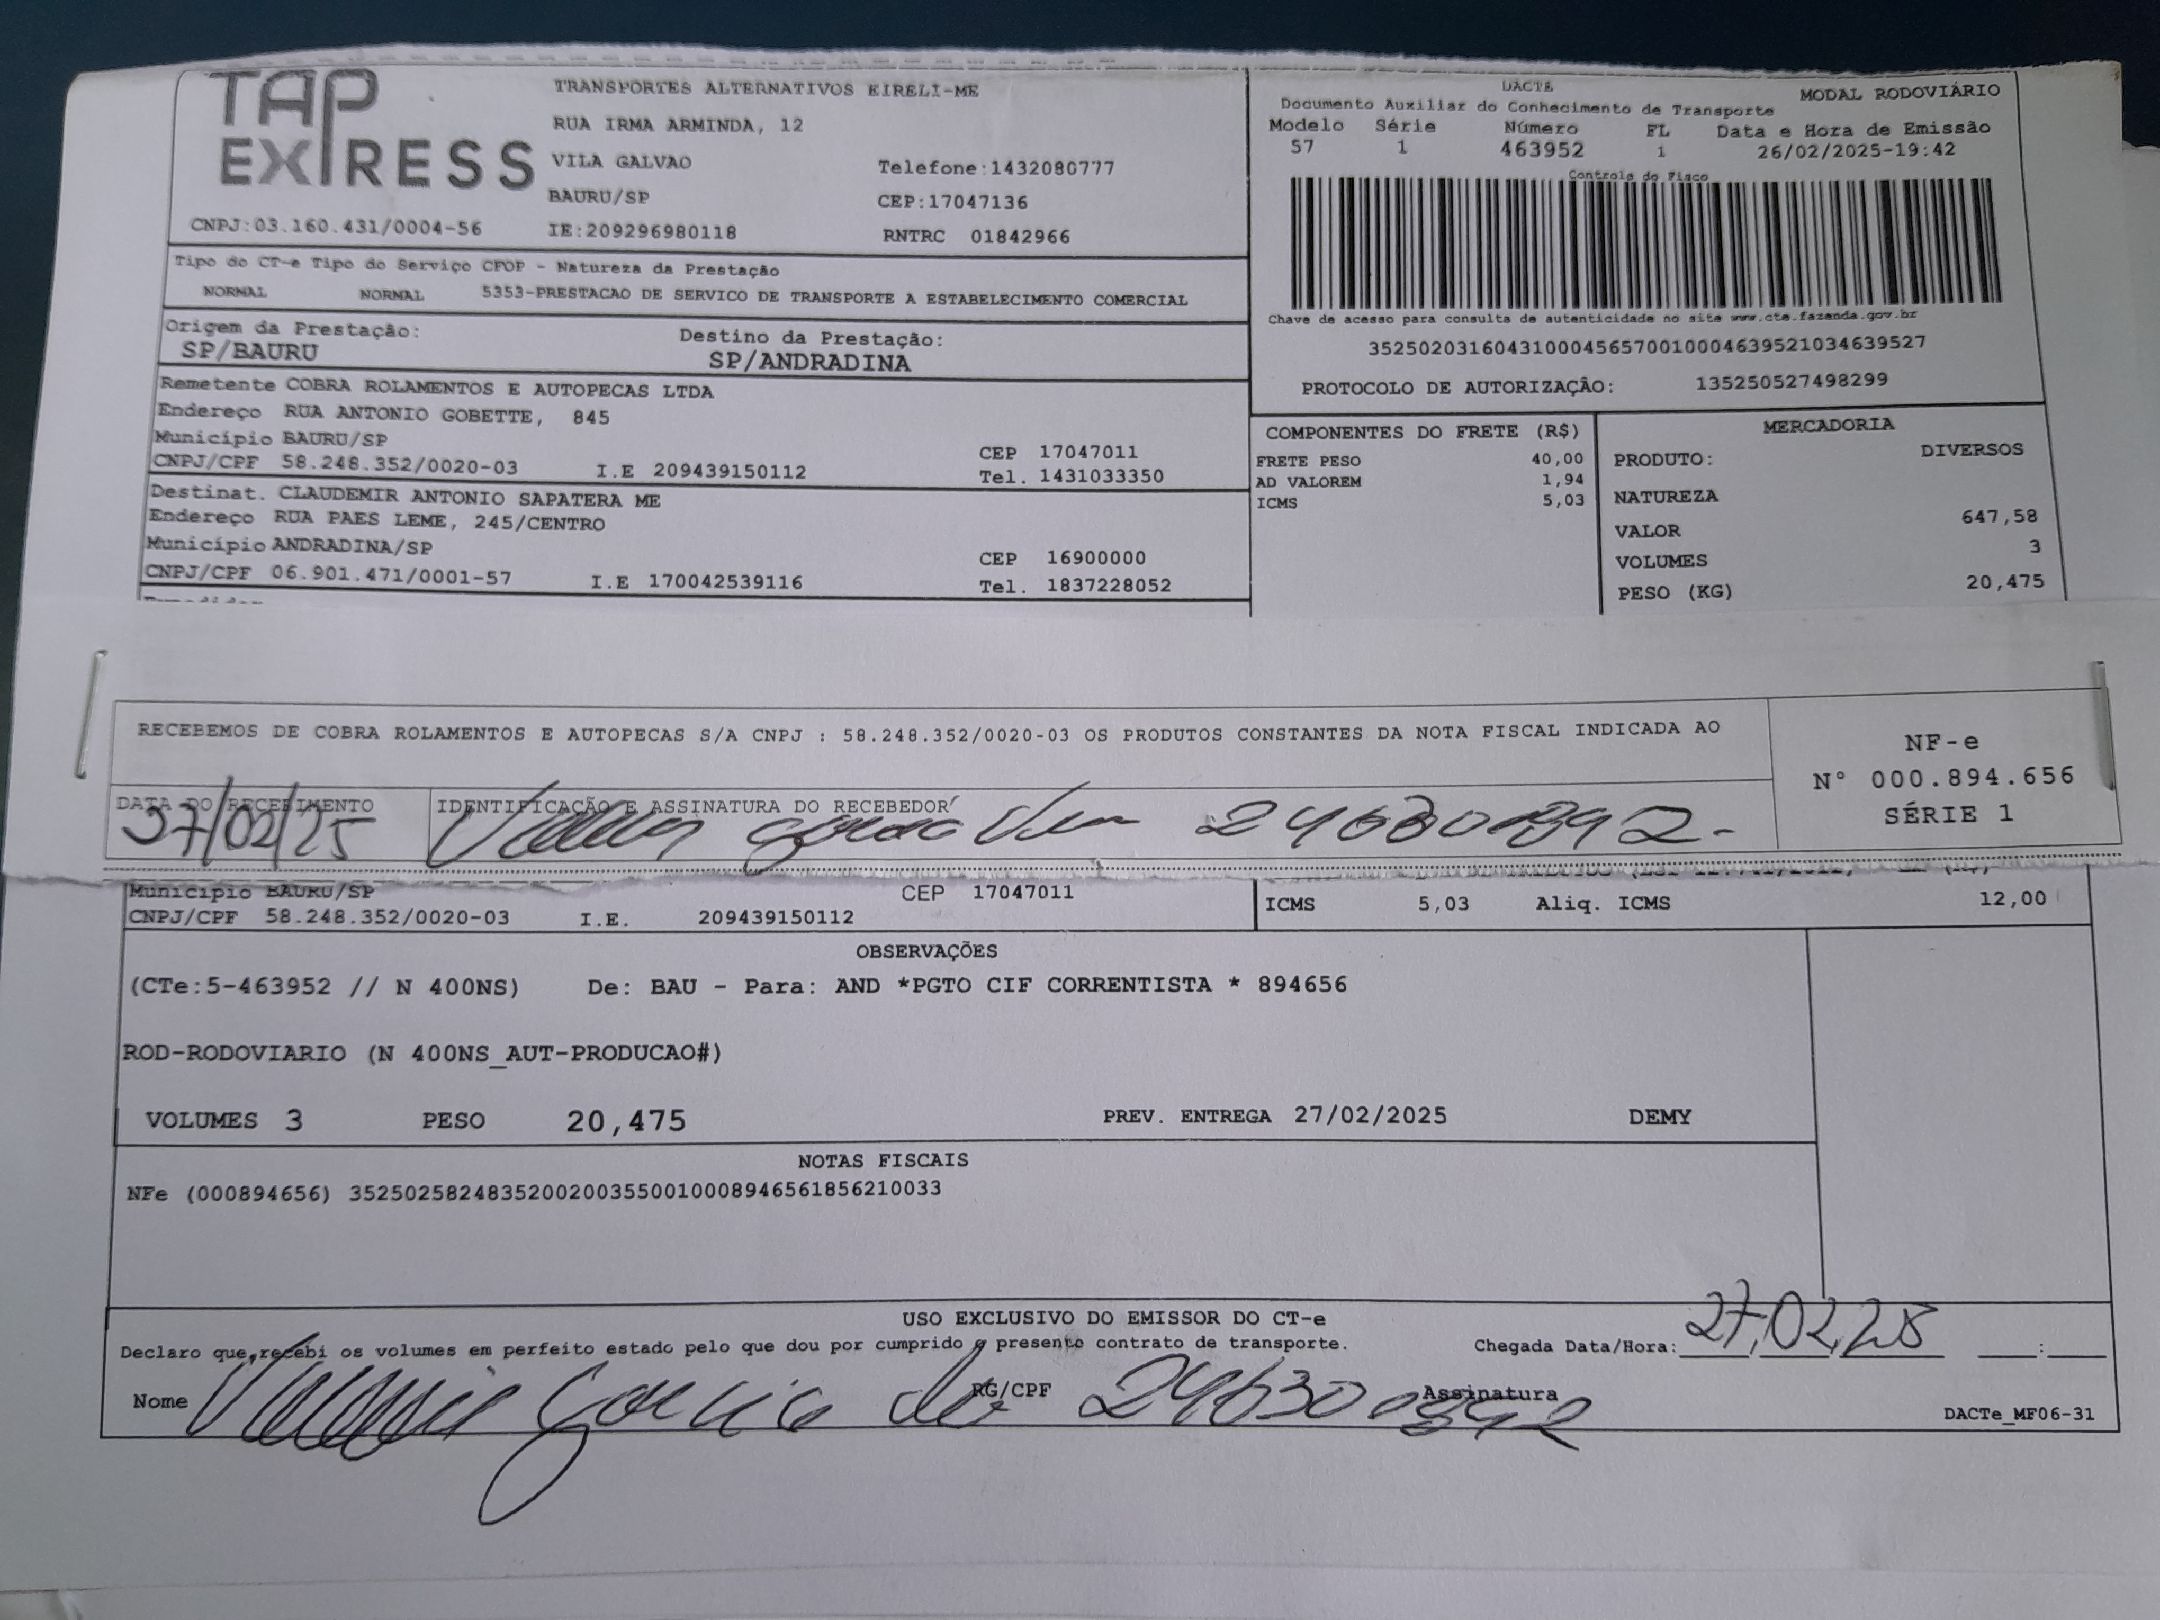 TAP EXPRESS
TRANSPORTES ALTERNATIVOS EIRELI-ME
RUA IRMA ARMINDA, 12
VILA GALVAO Telefone:1432080777
BAURU/SP CEP:17047136
CNPJ:03.160.431/0004-56 IE:209296980118 RNTRC 01842966
DACTE
Documento Auxiliar do Conhecimento de Transporte MODAL RODOVIÁRIO
Modelo Série Número FL Data e Hora de Emissão
57 1 463952 1 26/02/2025-19:42
Controle do Fisco
Tipo do CT-e Tipo do Serviço CFOP - Natureza da Prestação
NORMAL NORMAL 5353-PRESTACAO DE SERVICO DE TRANSPORTE A ESTABELECIMENTO COMERCIAL
Chave de acesso para consulta de autenticidade no site www.cte.fazenda.gov.br
35250203160431000456570010004639521034639527
PROTOCOLO DE AUTORIZAÇÃO: 135250527498299
Origem da Prestação: Destino da Prestação:
SP/BAURU SP/ANDRADINA
Remetente COBRA ROLAMENTOS E AUTOPECAS LTDA
Endereço RUA ANTONIO GOBETTE, 845
Município BAURU/SP CEP 17047011
CNPJ/CPF 58.248.352/0020-03 I.E 209439150112 Tel. 1431033350
Destinat. CLAUDEMIR ANTONIO SAPATERA ME
Endereço RUA PAES LEME, 245/CENTRO
Município ANDRADINA/SP CEP 16900000
CNPJ/CPF 06.901.471/0001-57 I.E 170042539116 Tel. 1837228052
COMPONENTES DO FRETE (R$)
FRETE PESO 40,00
AD VALOREM 1,94
ICMS 5,03
MERCADORIA
PRODUTO: DIVERSOS
NATUREZA
VALOR 647,58
VOLUMES 3
PESO (KG) 20,475
RECEBEMOS DE COBRA ROLAMENTOS E AUTOPECAS S/A CNPJ : 58.248.352/0020-03 OS PRODUTOS CONSTANTES DA NOTA FISCAL INDICADA AO
NF-e
N° 000.894.656
SÉRIE 1
DATA DO RECEBIMENTO IDENTIFICAÇÃO E ASSINATURA DO RECEBEDOR
27/02/25 246300892
Município BAURU/SP CEP 17047011
CNPJ/CPF 58.248.352/0020-03 I.E. 209439150112
ICMS 5,03 Aliq. ICMS 12,00
OBSERVAÇÕES
(CTe:5-463952 // N 400NS) De: BAU - Para: AND *PGTO CIF CORRENTISTA * 894656
ROD-RODOVIARIO (N 400NS_AUT-PRODUCAO#)
VOLUMES 3 PESO 20,475 PREV. ENTREGA 27/02/2025 DEMY
NOTAS FISCAIS
NFe (000894656) 35250258248352002003550010008946561856210033
USO EXCLUSIVO DO EMISSOR DO CT-e
Declaro que recebi os volumes em perfeito estado pelo que dou por cumprido o presente contrato de transporte. Chegada Data/Hora: 27,02,25 :
Nome Garcia RG/CPF 246300892 Assinatura
DACTe_MF06-31